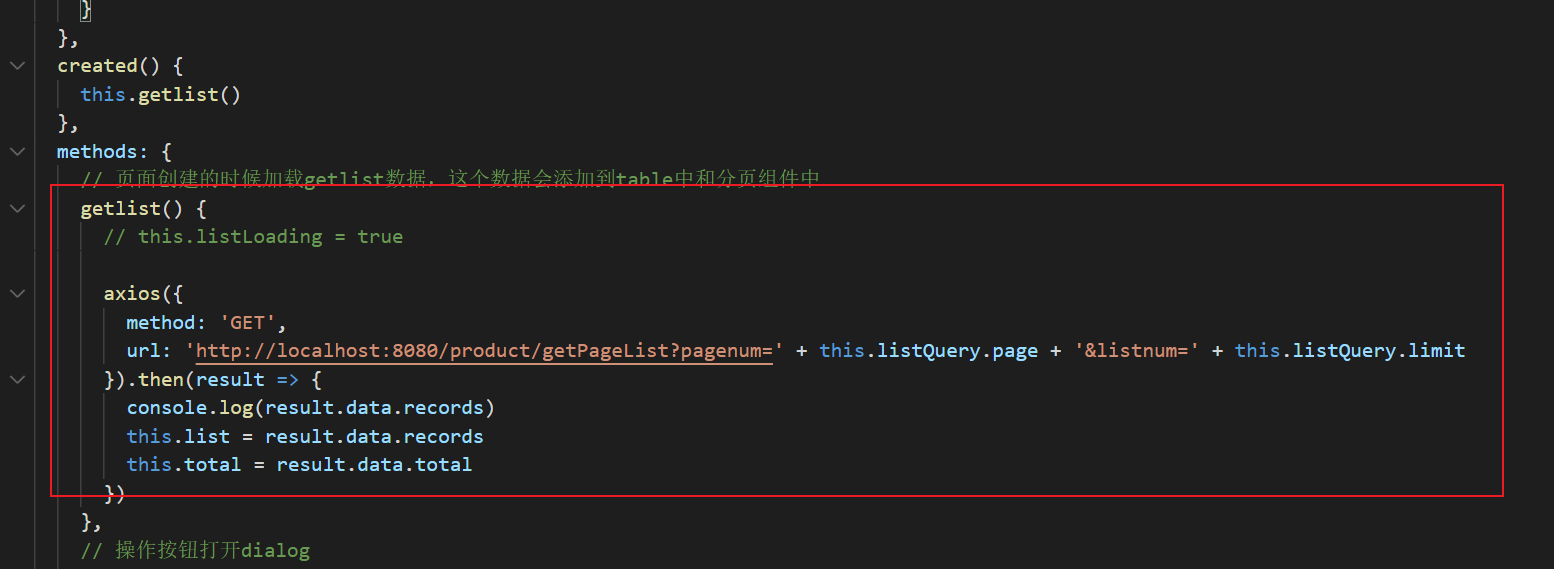 }
},
created() {
this.getlist()
},
methods: {
// 页面创建的时候加载getlist数据，这个数据会添加到table中和分页组件中
getlist() {
// this.listLoading = true
axios({
method: 'GET',
url: 'http://localhost:8080/product/getPageList?pagenum=' + this.listQuery.page + '&listnum=' + this.listQuery.limit
}).then(result => {
console.log(result.data.records)
this.list = result.data.records
this.total = result.data.total
})
},
// 操作按钮打开dialog